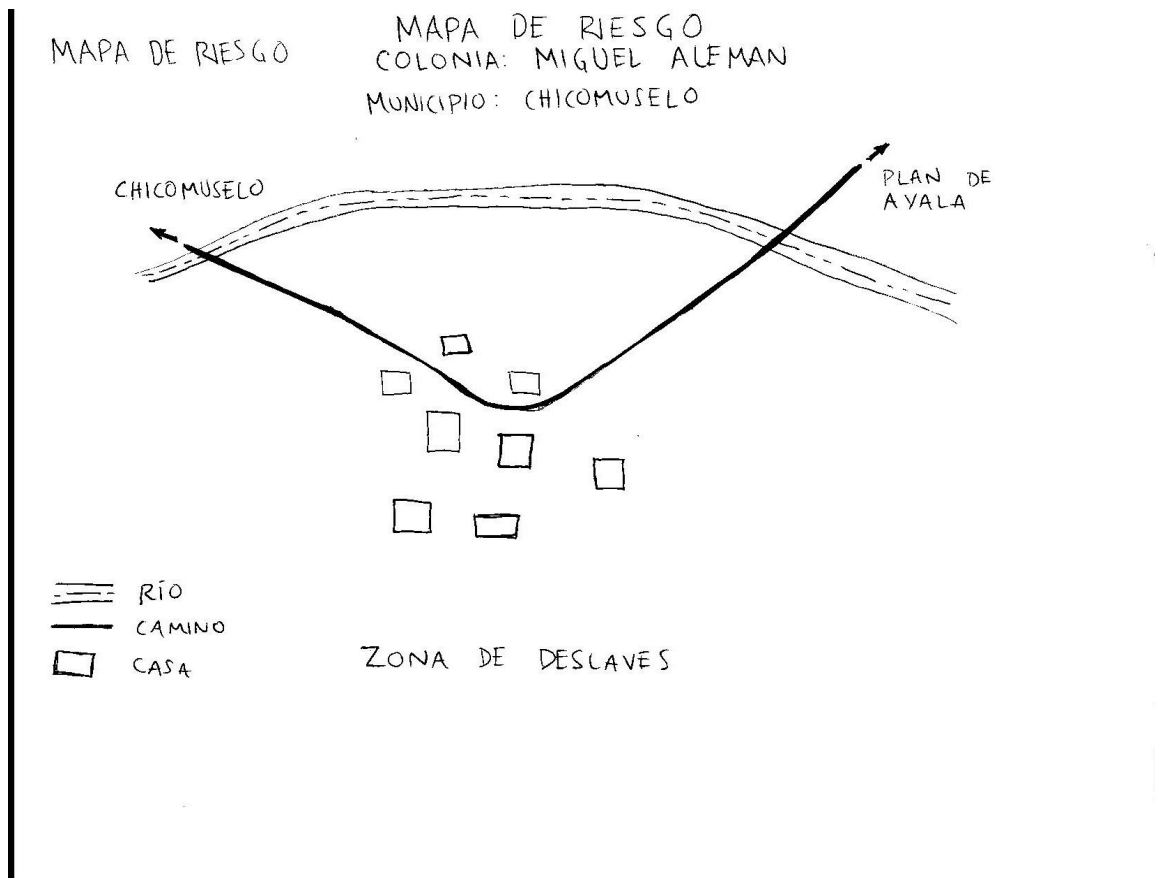 MAPA DE RIESGO
MAPA DE RIESGO
COLONIA: MIGUEL ALEMAN
MUNICIPIO: CHICOMUSELO
CHICOMUSELO
PLAN DE
AYALA
RÍO
CAMINO
CASA
ZONA DE DESLAVES